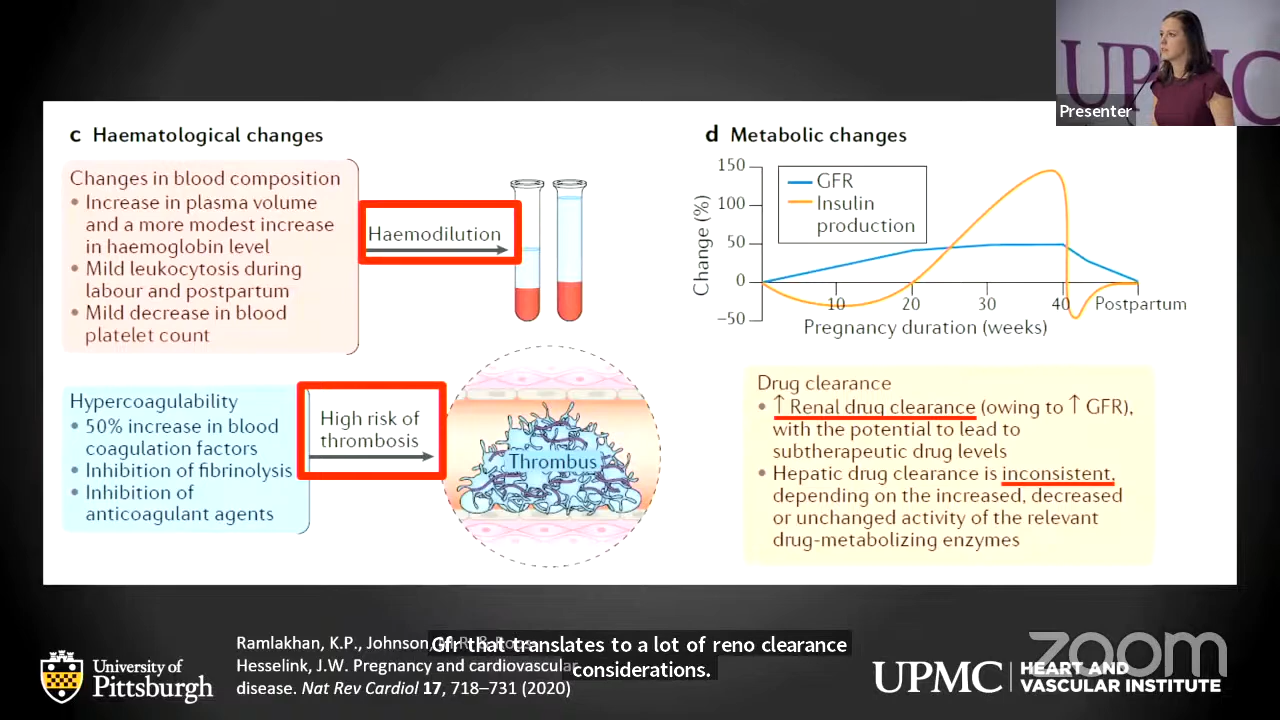 UPMC
Presenter
c Haematological changes
Changes in blood composition
• Increase in plasma volume
and a more modest increase
in haemoglobin level
• Mild leukocytosis during
labour and postpartum
• Mild decrease in blood
platelet count
Haemodilution
Hypercoagulability
• 50% increase in blood
coagulation factors
• Inhibition of fibrinolysis
• Inhibition of
anticoagulant agents
High risk of
thrombosis
Thrombus
d Metabolic changes
Change (%)
150
100
50
0
–50
GFR
Insulin
production
10
20
30
40
Postpartum
Pregnancy duration (weeks)
Drug clearance
• ↑ Renal drug clearance (owing to ↑ GFR),
with the potential to lead to
subtherapeutic drug levels
• Hepatic drug clearance is inconsistent,
depending on the increased, decreased
or unchanged activity of the relevant
drug-metabolizing enzymes
University of
Pittsburgh
Ramlakhan, K.P., Johnson,
Hesselink, J.W. Pregnancy and cardiovascular
disease. Nat Rev Cardiol 17, 718–731 (2020)
Gfr that translates to a lot of reno clearance
considerations.
zoom
UPMC HEART AND
VASCULAR INSTITUTE